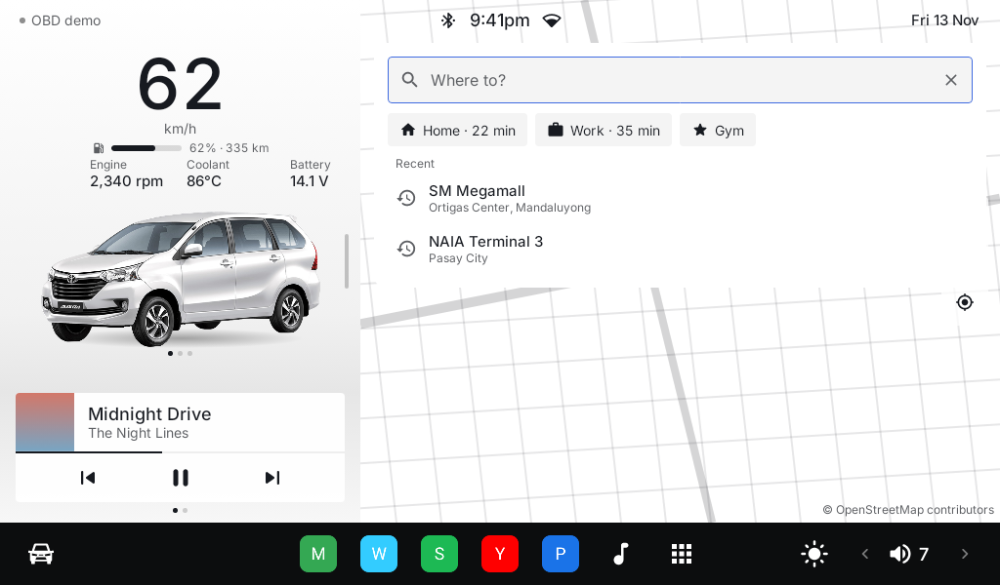 OBD demo
9:41pm
Fri 13 Nov
62
km/h
62% · 335 km
Engine
2,340 rpm
Coolant
86°C
Battery
14.1 V
Midnight Drive
The Night Lines
Where to?
Home · 22 min
Work · 35 min
Gym
Recent
SM Megamall
Ortigas Center, Mandaluyong
NAIA Terminal 3
Pasay City
© OpenStreetMap contributors
M
W
S
Y
P
7